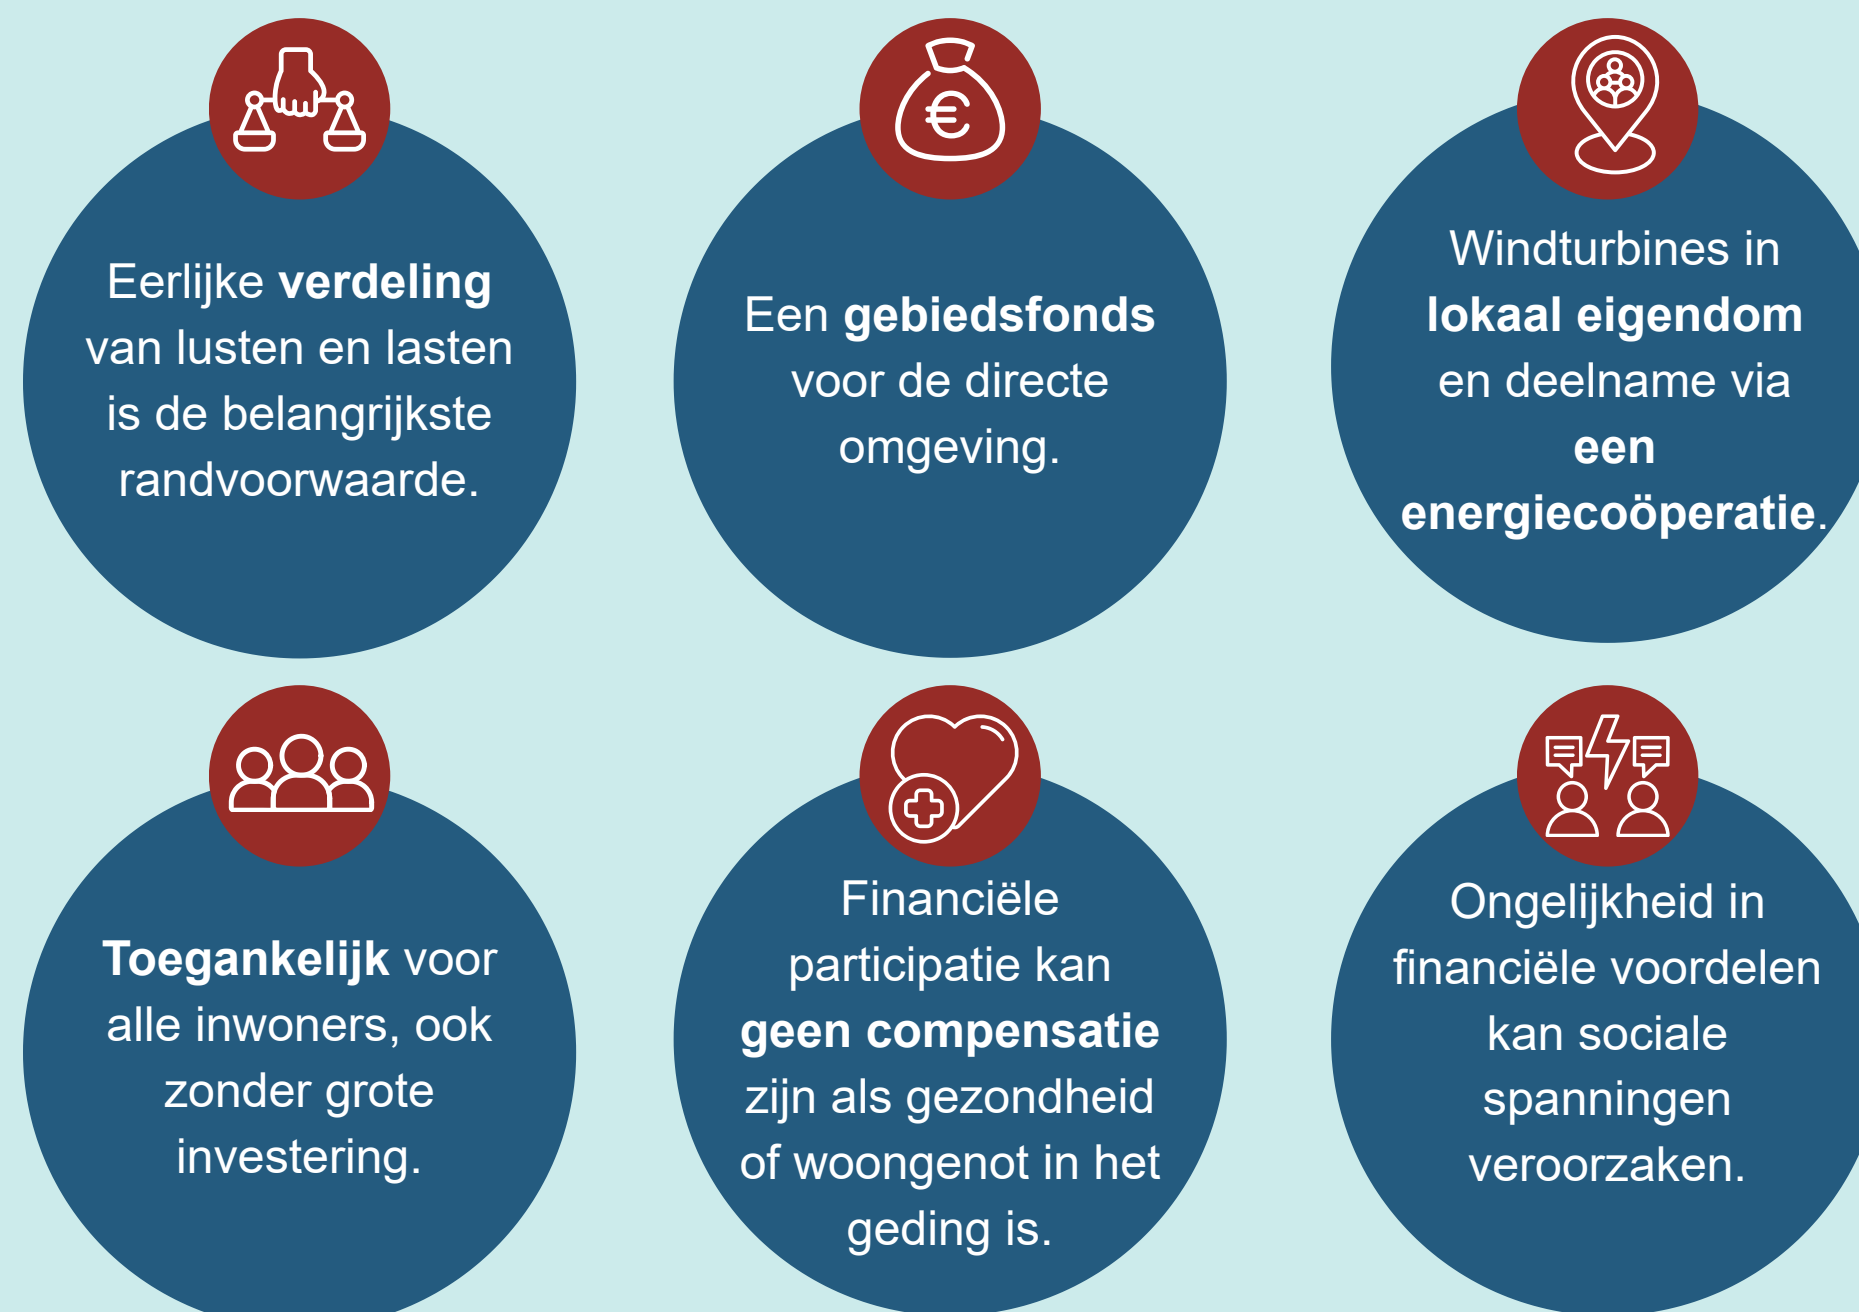 Eerlijke verdeling
van lusten en lasten
is de belangrijkste
randvoorwaarde.
Een gebiedsfonds
voor de directe
omgeving.
Windturbines in
lokaal eigendom
en deelname via
een
energiecoöperatie.
Toegankelijk voor
alle inwoners, ook
zonder grote
investering.
Financiële
participatie kan
geen compensatie
zijn als gezondheid
of woongenot in het
geding is.
Ongelijkheid in
financiële voordelen
kan sociale
spanningen
veroorzaken.